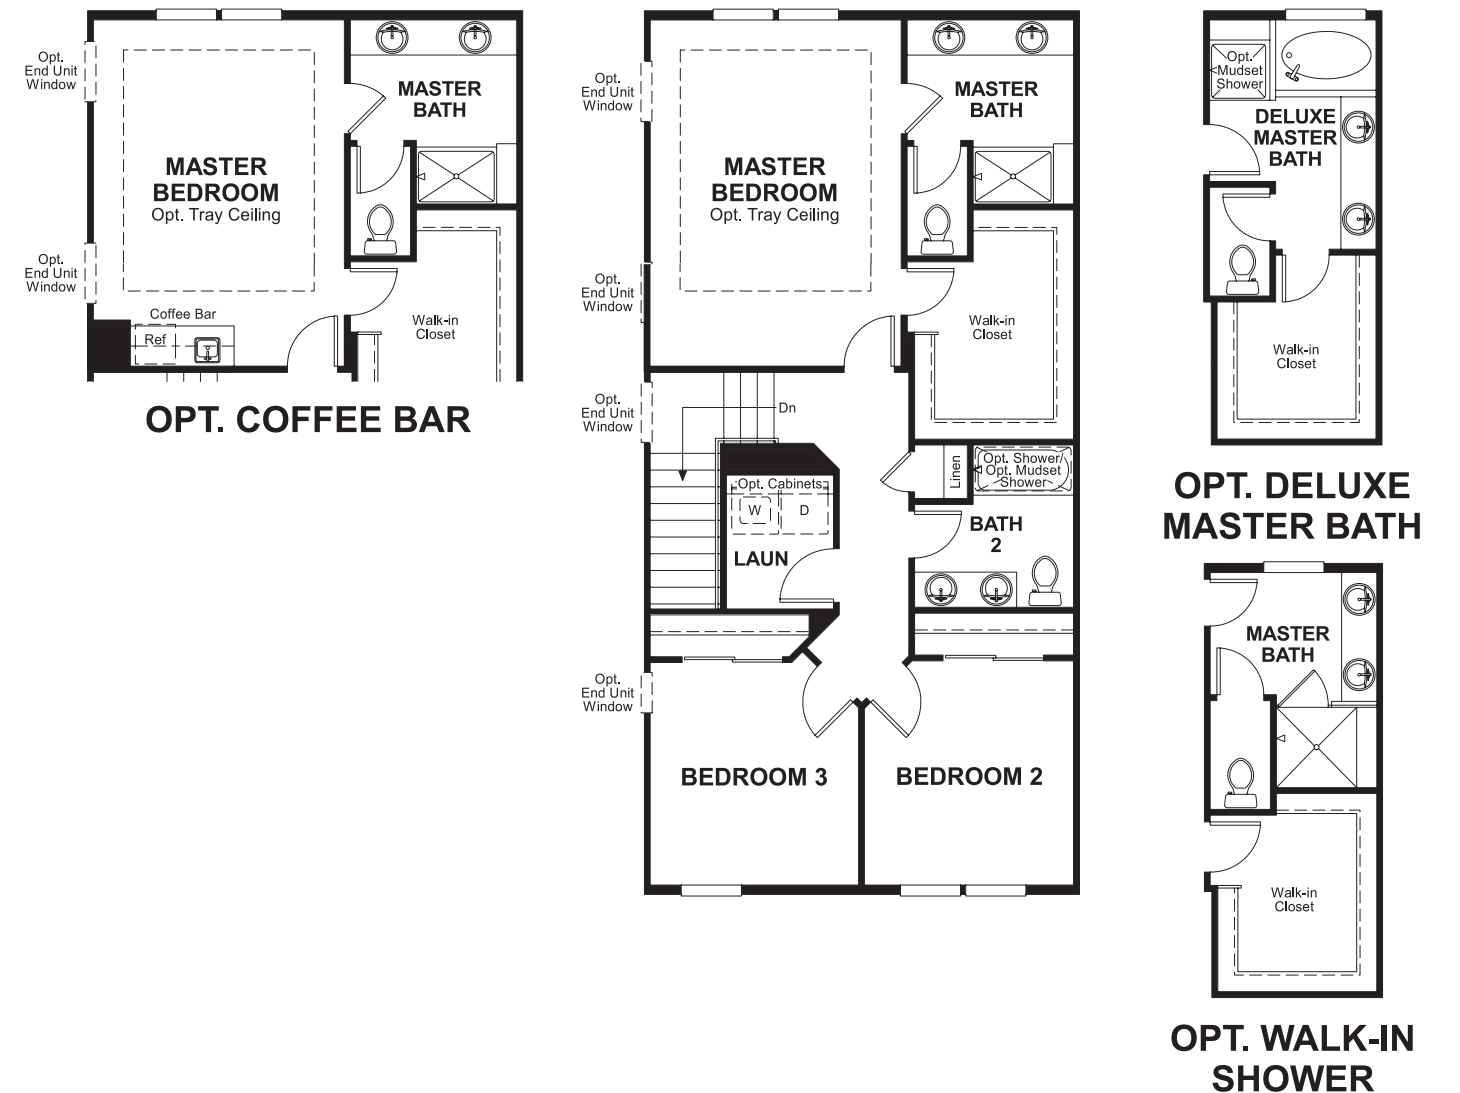 Opt.
End Unit
Window
MASTER
BATH
MASTER
BEDROOM
Opt. Tray Ceiling
Opt.
End Unit
Window
Coffee Bar
Ref
Walk-in
Closet
OPT. COFFEE BAR
Opt.
End Unit
Window
MASTER
BATH
MASTER
BEDROOM
Opt. Tray Ceiling
Opt.
End Unit
Window
Walk-in
Closet
Opt.
End Unit
Window
Dn
Linen
Opt. Shower/
Opt. Mudset
Shower
Opt. Cabinets
W
D
LAUN
BATH
2
Opt.
End Unit
Window
BEDROOM 3
BEDROOM 2
Opt.
Mudset
Shower
DELUXE
MASTER
BATH
Walk-in
Closet
OPT. DELUXE
MASTER BATH
MASTER
BATH
Walk-in
Closet
OPT. WALK-IN
SHOWER